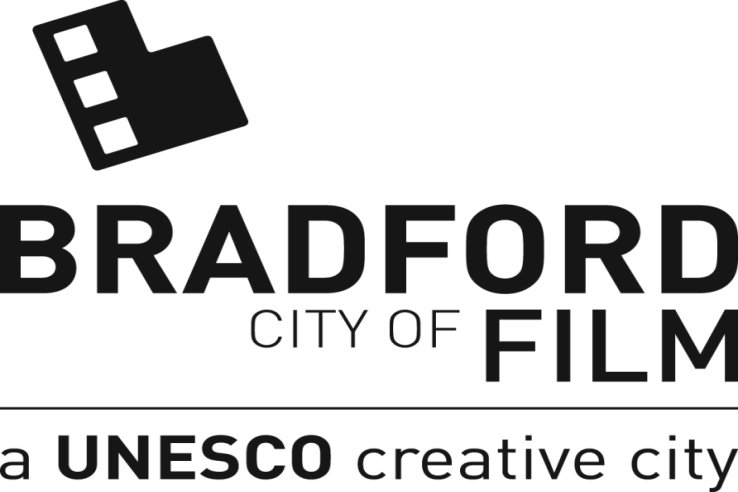 BRADFORD
CITY OF FILM
a UNESCO creative city